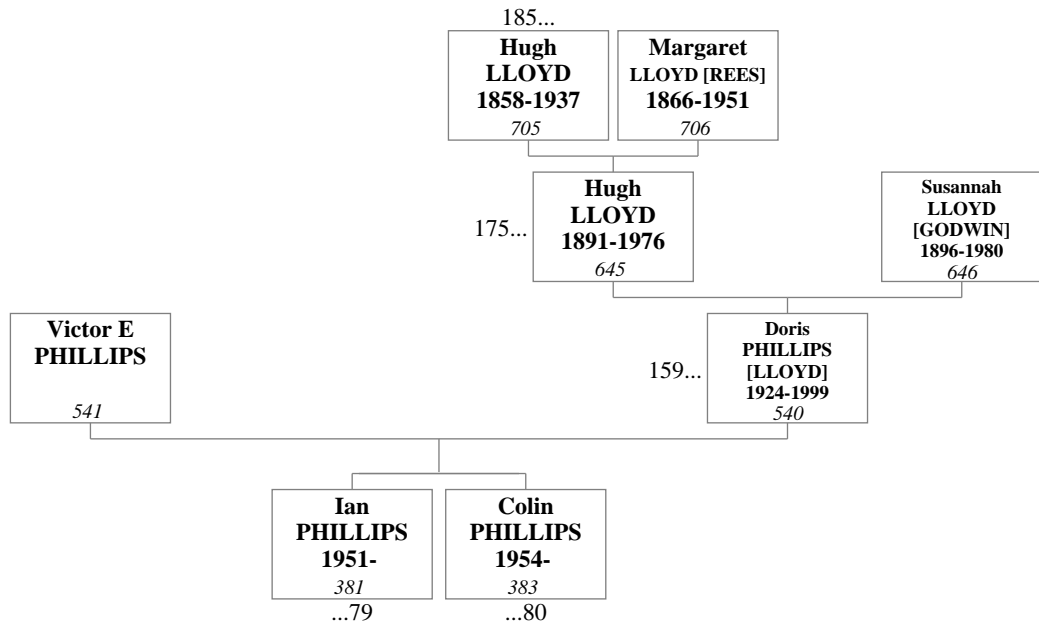 185...
Hugh
LLOYD
1858-1937
705
Margaret
LLOYD [REES]
1866-1951
706
175...
Hugh
LLOYD
1891-1976
645
Susannah
LLOYD
[GODWIN]
1896-1980
646
Victor E
PHILLIPS
541
159...
Doris
PHILLIPS
[LLOYD]
1924-1999
540
Ian
PHILLIPS
1951-
381
...79
Colin
PHILLIPS
1954-
383
...80